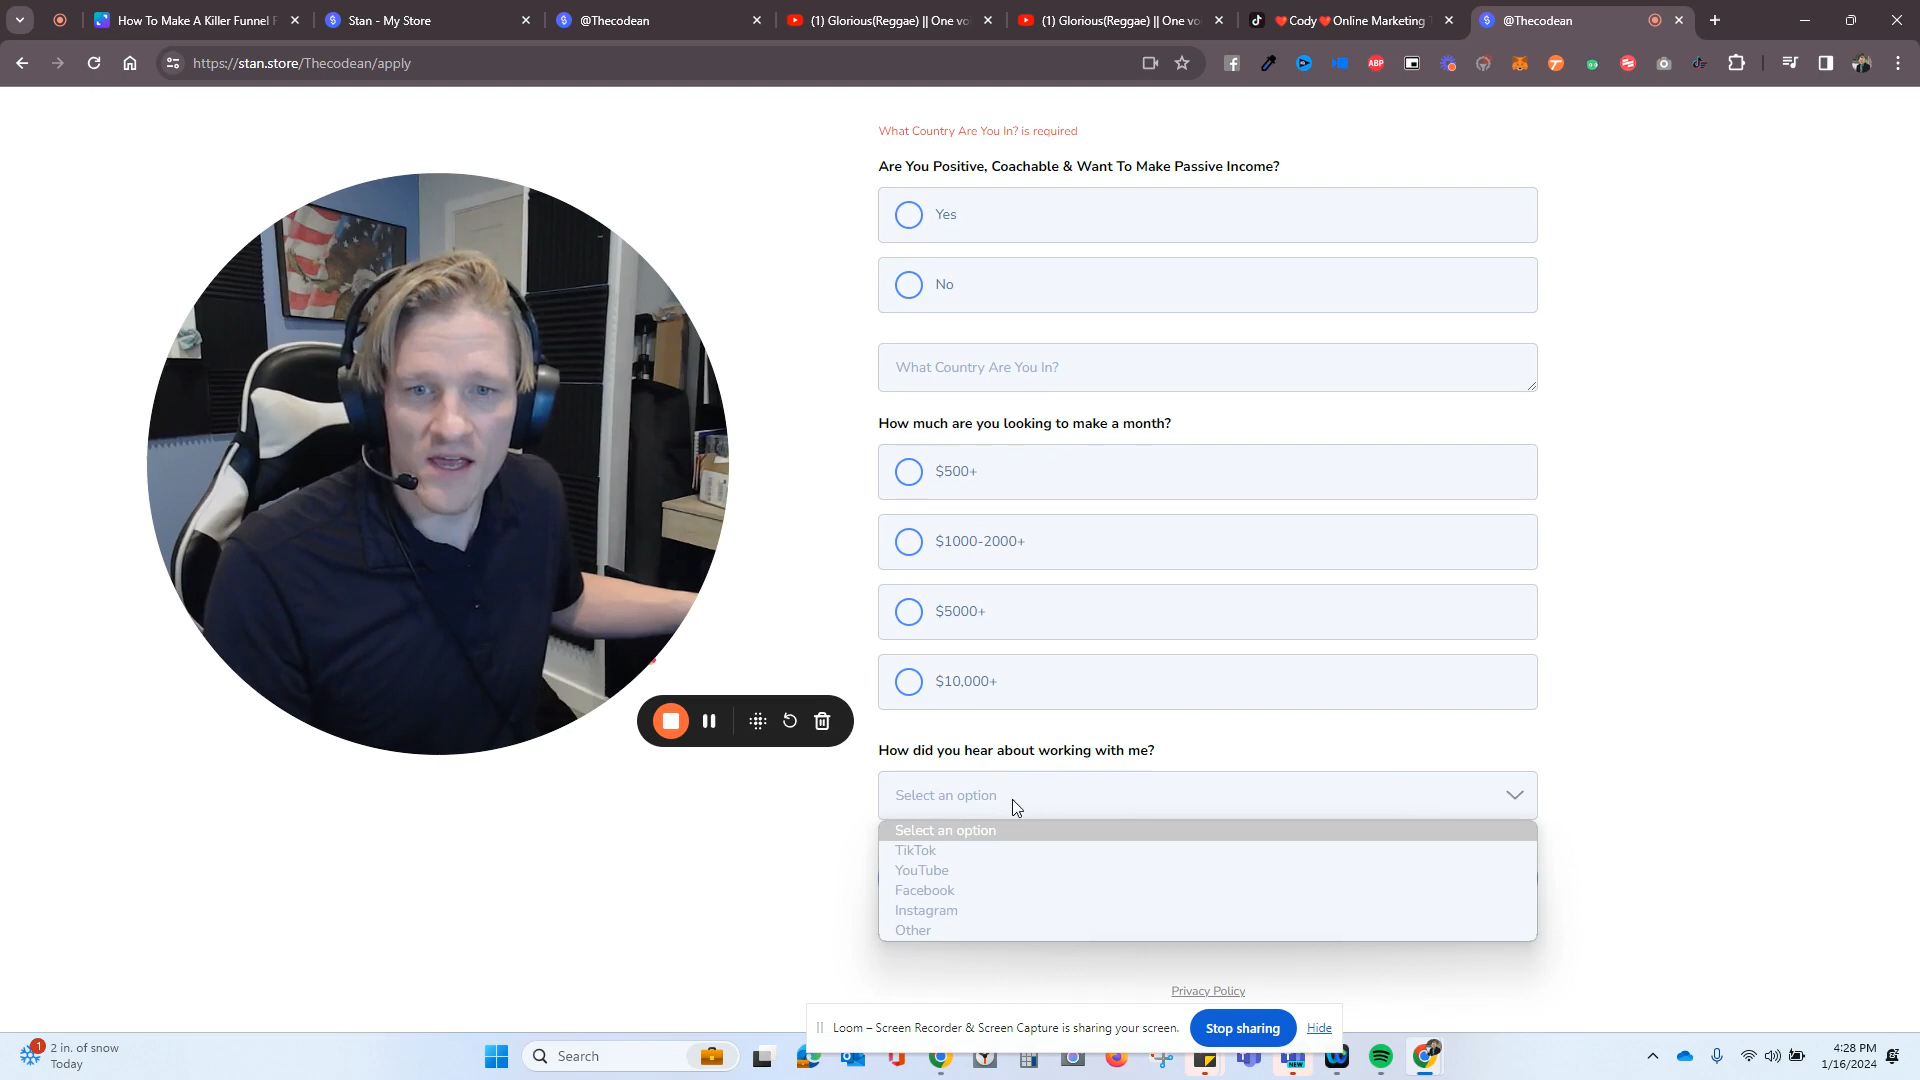 How To Make A Killer Funnel F
Stan - My Store
@Thecodean
(1) Glorious(Reggae) || One vo
(1) Glorious(Reggae) || One vo
❤️Cody❤️Online Marketing T
@Thecodean
https://stan.store/Thecodean/apply
ABP
What Country Are You In? is required
Are You Positive, Coachable & Want To Make Passive Income?
Yes
No
What Country Are You In?
How much are you looking to make a month?
$500+
$1000-2000+
$5000+
$10,000+
How did you hear about working with me?
Select an option
Select an option
TikTok
YouTube
Facebook
Instagram
Other
Privacy Policy
Loom – Screen Recorder & Screen Capture is sharing your screen.
Stop sharing
Hide
1
2 in. of snow
Today
Search
NEW
4:28 PM
1/16/2024